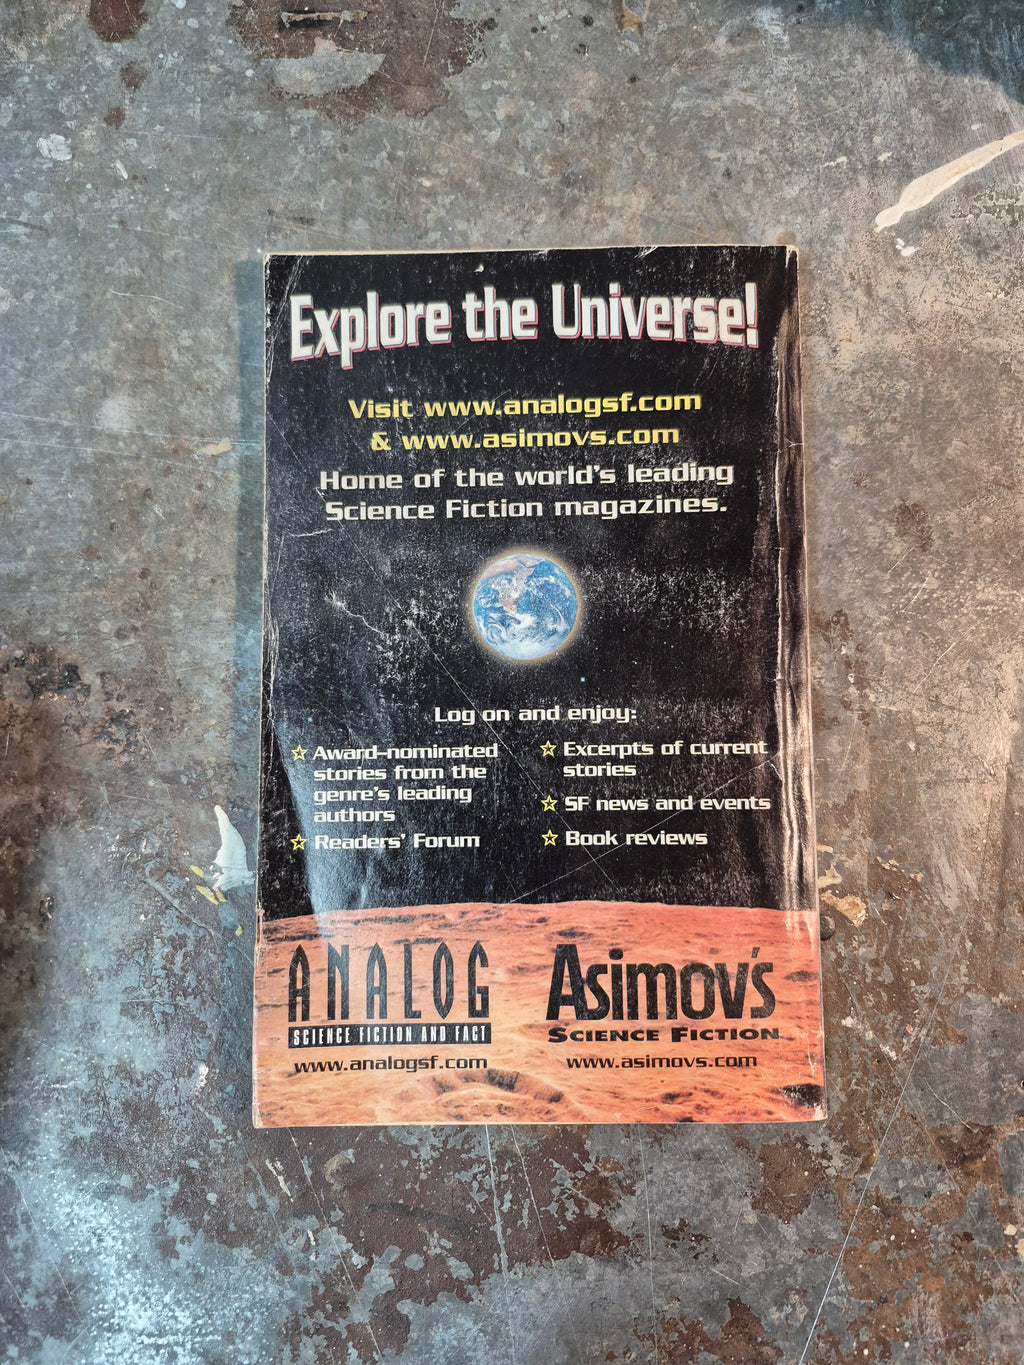 Explore the Universe!
Visit www.analogsf.com
& www.asimovs.com
Home of the world's leading
Science Fiction magazines.
Log on and enjoy:
☆ Award-nominated
stories from the
genre's leading
authors
☆ Readers' Forum
☆ Excerpts of current
stories
☆ SF news and events
☆ Book reviews
ANALOG
SCIENCE FICTION AND FACT
www.analogsf.com
Asimov's
SCIENCE FICTION
www.asimovs.com